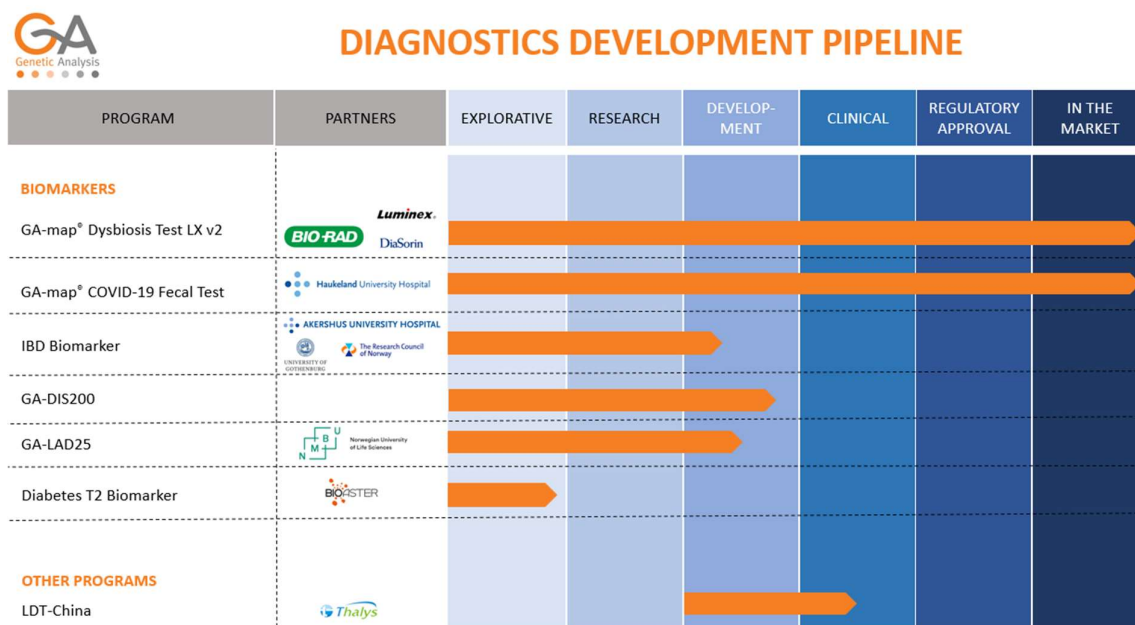 GA
Genetic Analysis
DIAGNOSTICS DEVELOPMENT PIPELINE
PROGRAM
PARTNERS
EXPLORATIVE
RESEARCH
DEVELOP-
MENT
CLINICAL
REGULATORY
APPROVAL
IN THE
MARKET
BIOMARKERS
GA-map® Dysbiosis Test LX v2
Luminex®
BIO-RAD
DiaSorin
GA-map® COVID-19 Fecal Test
Haukeland University Hospital
IBD Biomarker
AKERSHUS UNIVERSITY HOSPITAL
UNIVERSITY OF
GOTHENBURG
The Research Council
of Norway
GA-DIS200
GA-LAD25
N M B U
Norwegian University
of Life Sciences
Diabetes T2 Biomarker
BIOASTER
OTHER PROGRAMS
LDT-China
Thalys